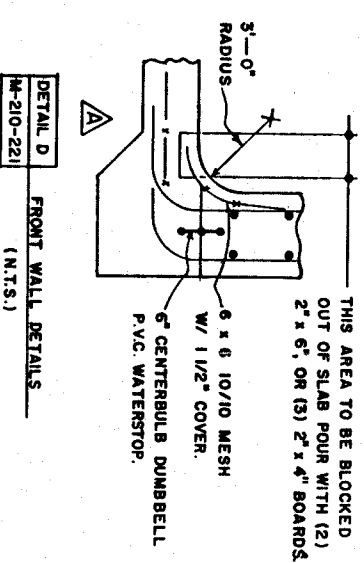 THIS AREA TO BE BLOCKED
OUT OF SLAB POUR WITH (2)
2" x 6", OR (3) 2" x 4" BOARDS.
3'-0"
RADIUS
6 x 6 10/10 MESH
W/ 1 1/2" COVER.
6" CENTERBULB DUMBBELL
P.V.C. WATERSTOP.
A
DETAIL D
M-210-221
FRONT WALL DETAILS
(N.T.S.)